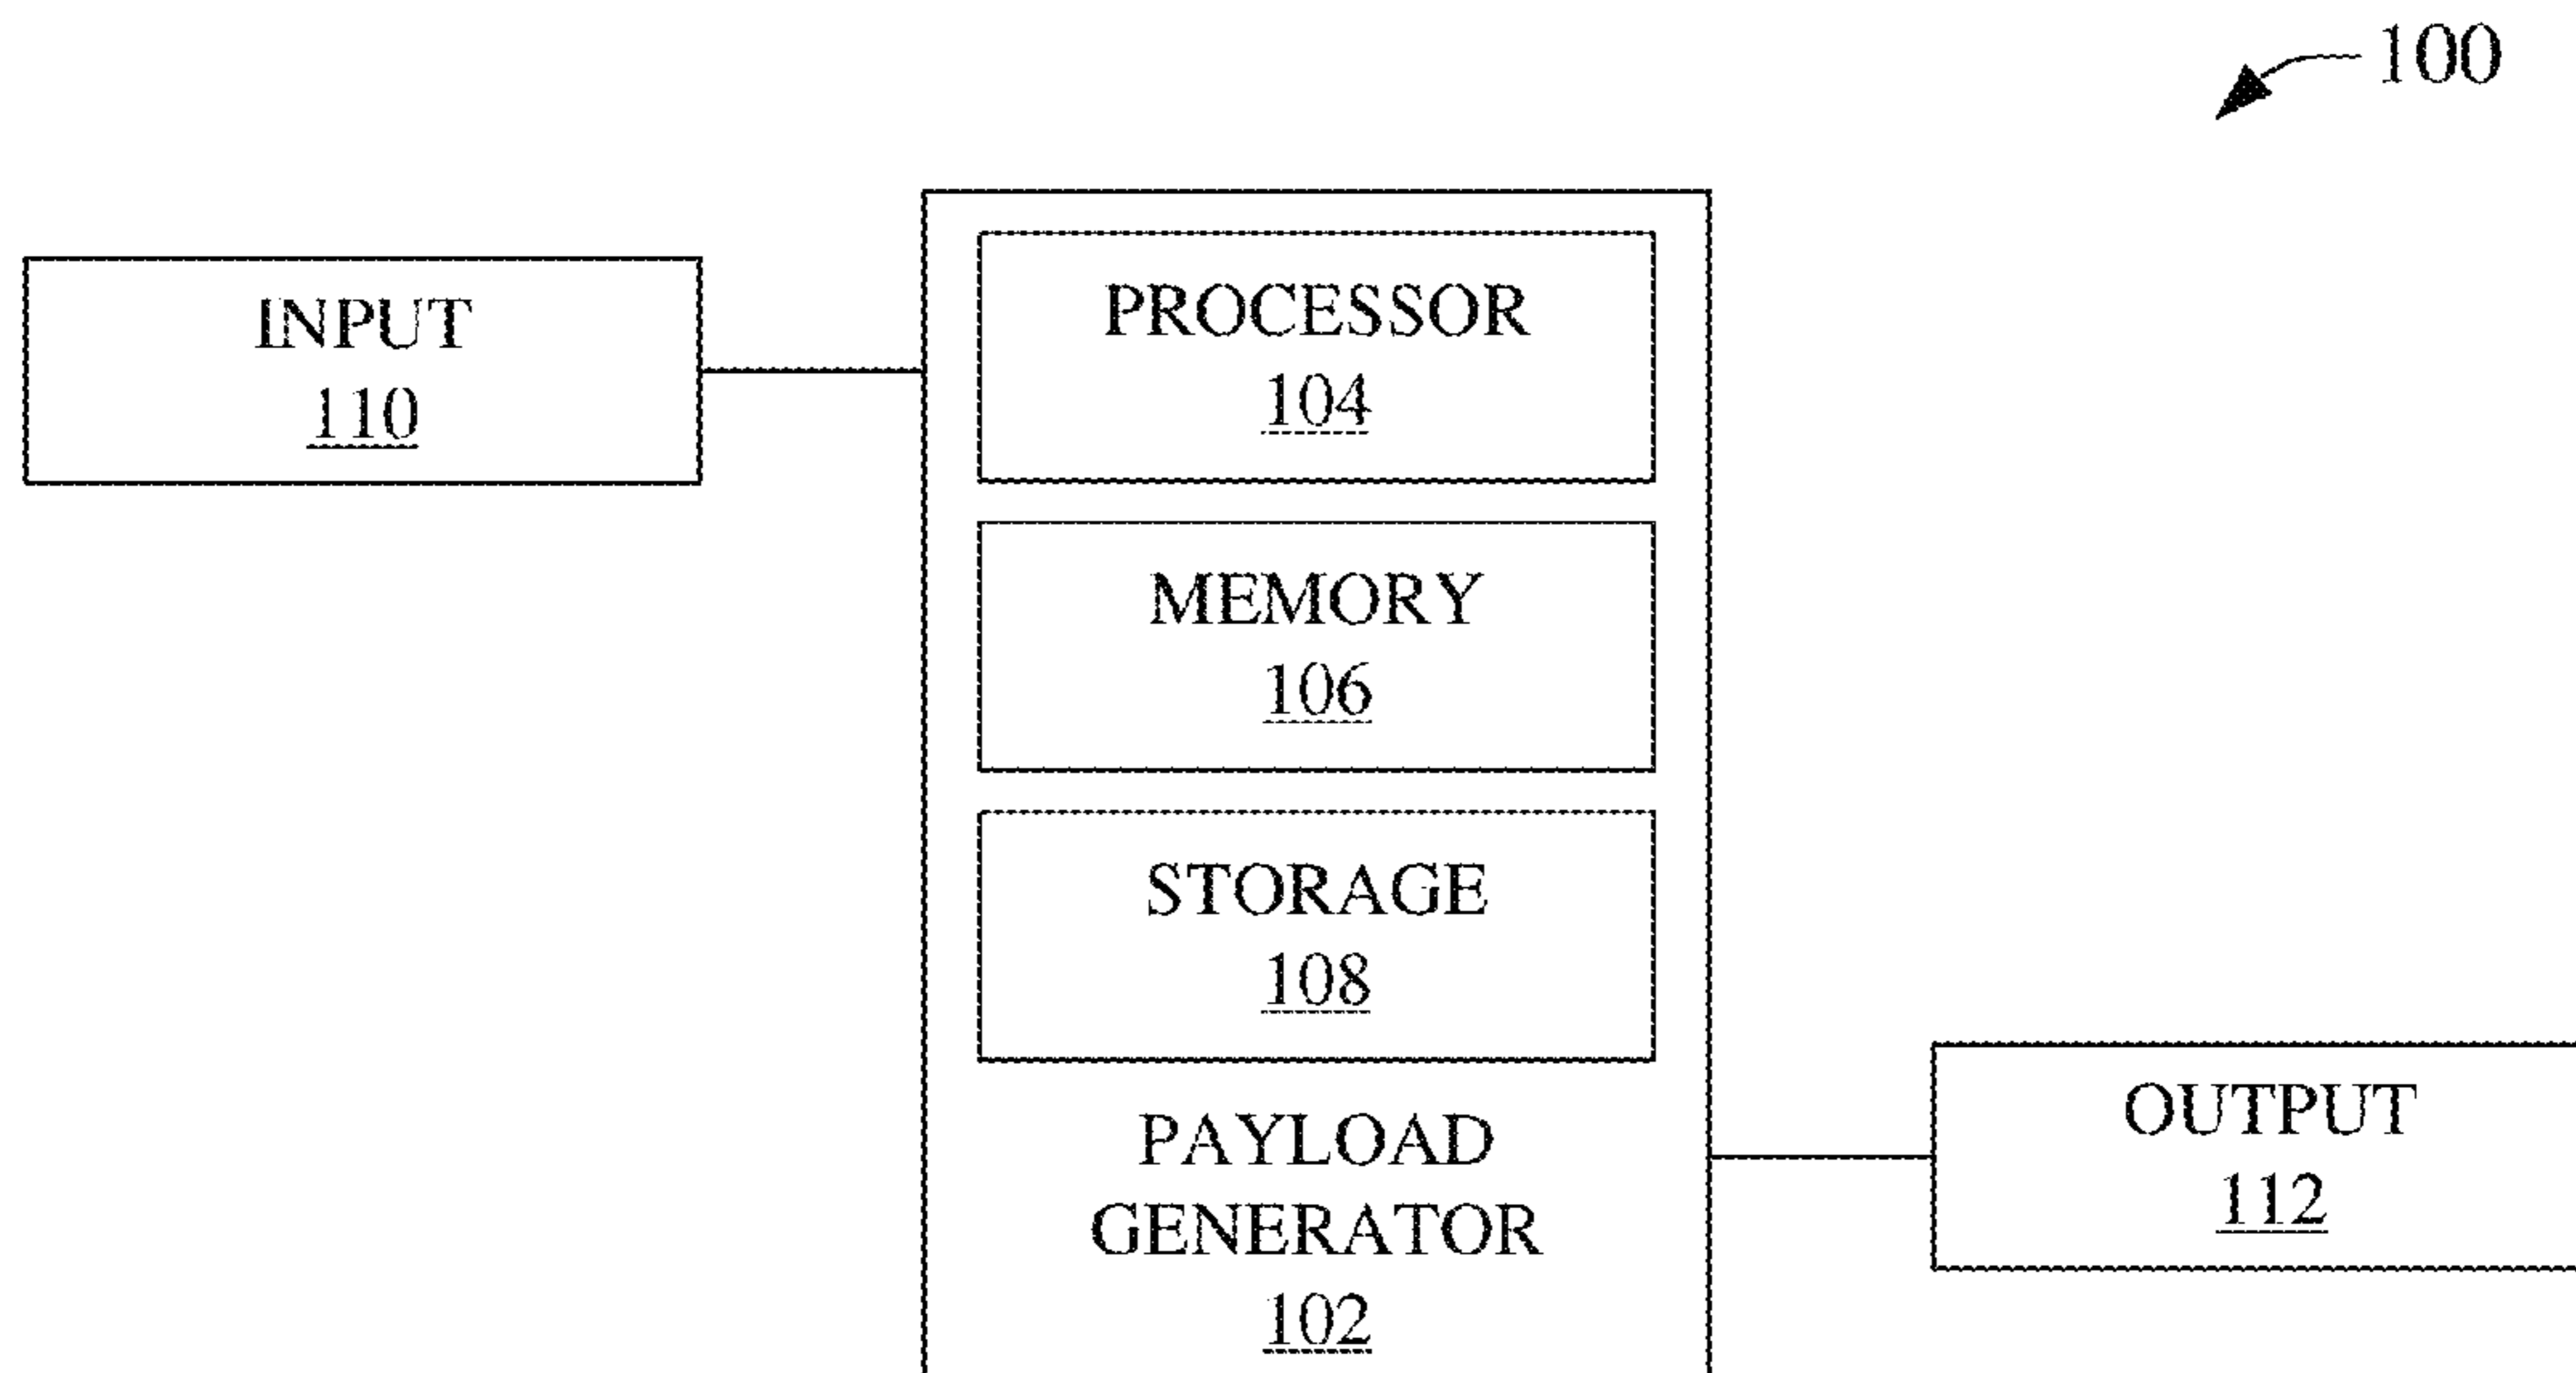 100
INPUT
110
PROCESSOR
104
MEMORY
106
STORAGE
108
PAYLOAD
GENERATOR
102
OUTPUT
112